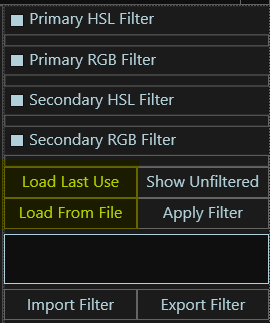 Primary HSL Filter
Primary RGB Filter
Secondary HSL Filter
Secondary RGB Filter
Load Last Use Show Unfiltered
Load From File Apply Filter
Import Filter Export Filter